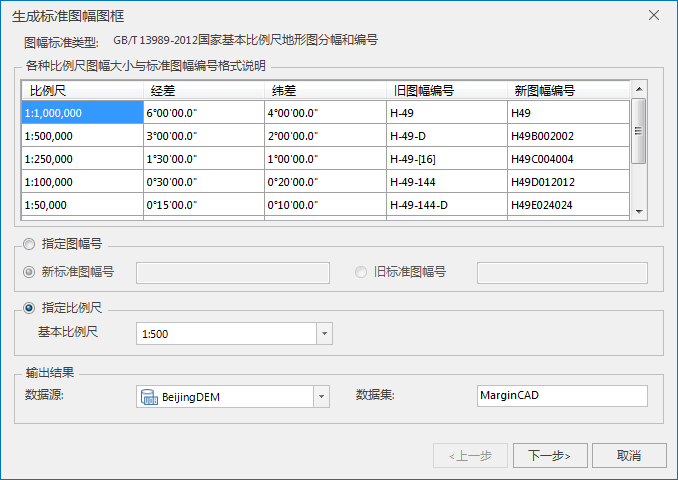 生成标准图幅图框
图幅标准类型: GB/T 13989-2012国家基本比例尺地形图分幅和编号
各种比例尺图幅大小与标准图幅编号格式说明
比例尺 经差 纬差 旧图幅编号 新图幅编号
1:1,000,000 6°00'00.0" 4°00'00.0" H-49 H49
1:500,000 3°00'00.0" 2°00'00.0" H-49-D H49B002002
1:250,000 1°30'00.0" 1°00'00.0" H-49-[16] H49C004004
1:100,000 0°30'00.0" 0°20'00.0" H-49-144 H49D012012
1:50,000 0°15'00.0" 0°10'00.0" H-49-144-D H49E024024
指定图幅号
新标准图幅号 旧标准图幅号
指定比例尺
基本比例尺 1:500
输出结果
数据源: BeijingDEM 数据集: MarginCAD
<上一步 下一步> 取消